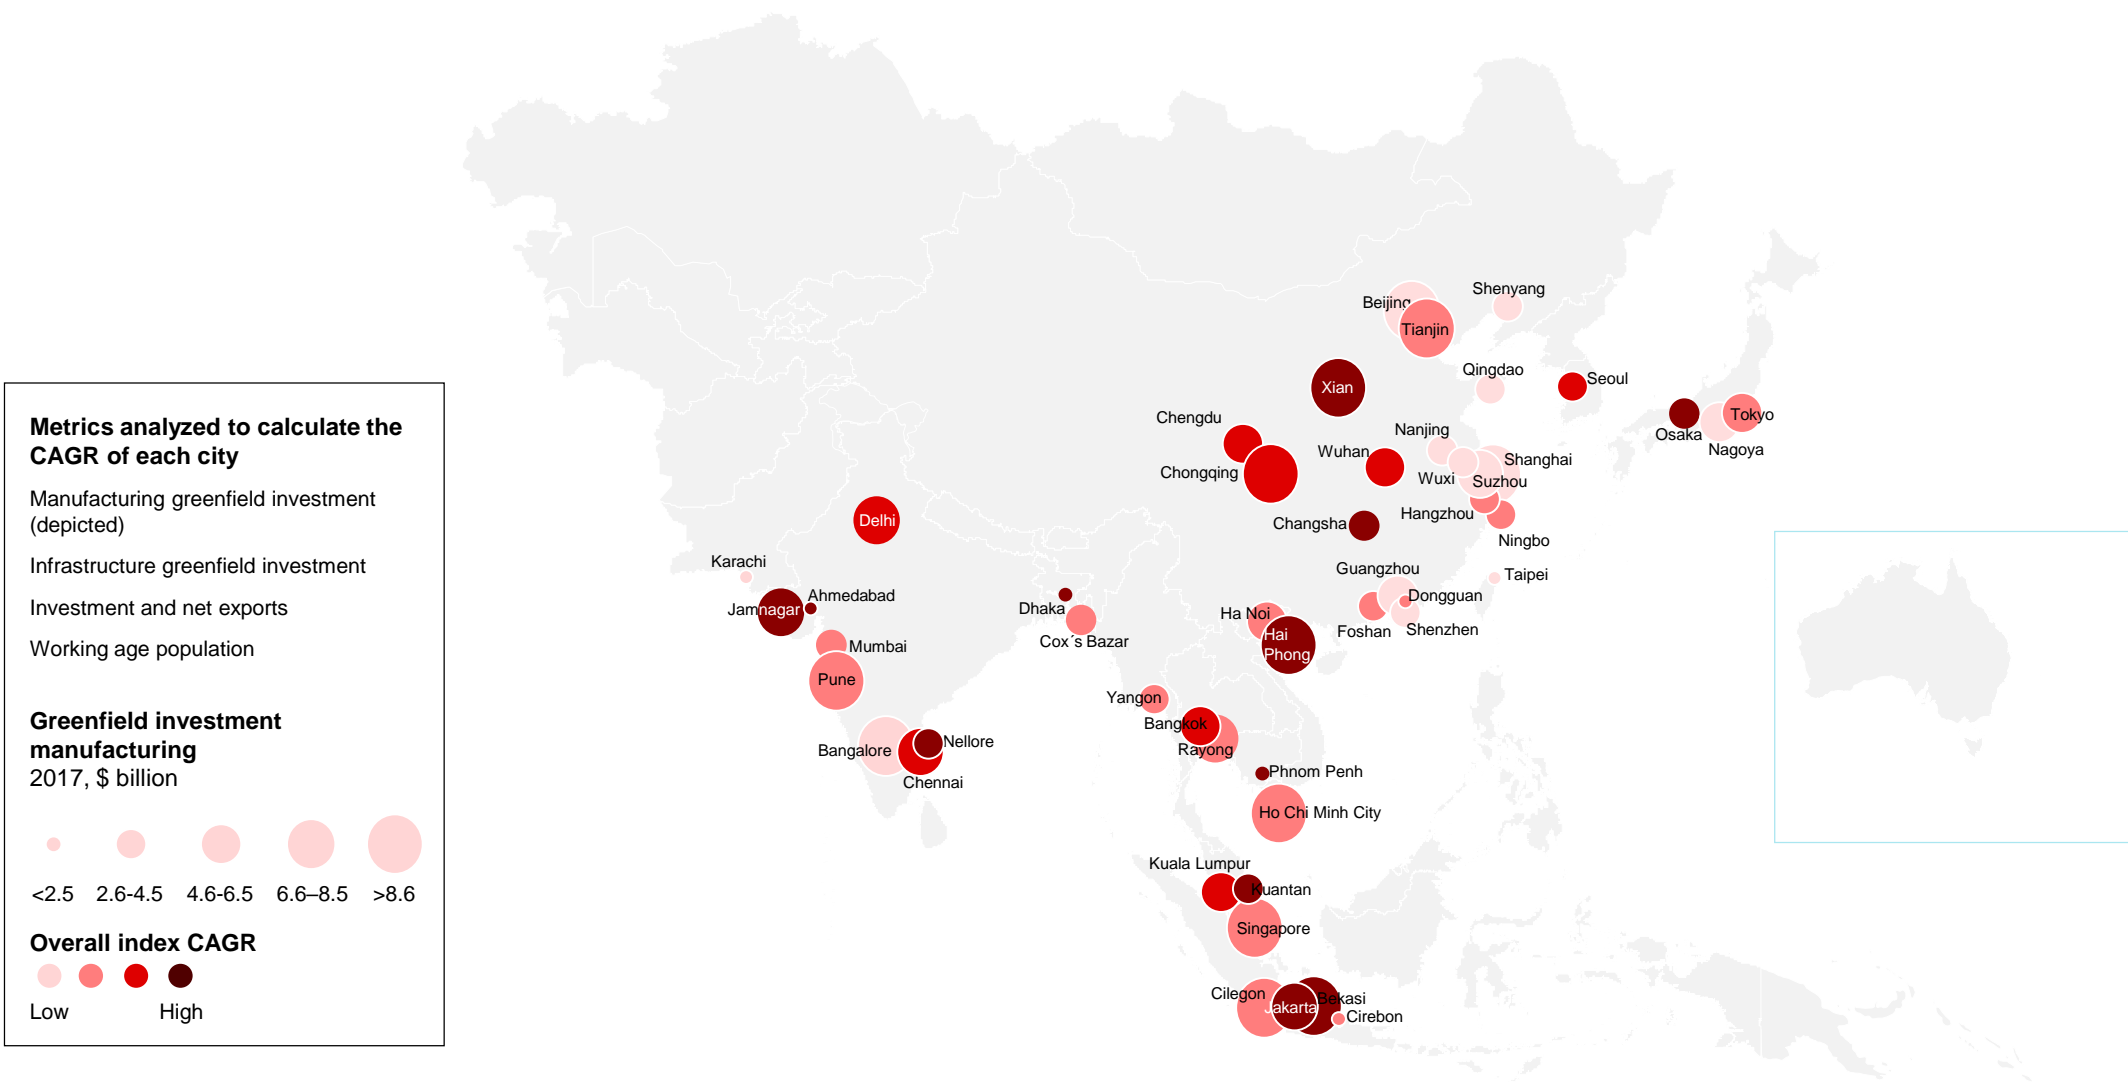 Metrics analyzed to calculate the
CAGR of each city
Manufacturing greenfield investment
(depicted)
Infrastructure greenfield investment
Investment and net exports
Working age population
Greenfield investment
manufacturing
2017, $ billion
<2.5 2.6-4.5 4.6-6.5 6.6–8.5 >8.6
Overall index CAGR
Low High
Beijing
Shenyang
Tianjin
Qingdao
Seoul
Xian
Tokyo
Osaka
Nagoya
Chengdu
Nanjing
Wuhan
Shanghai
Chongqing
Wuxi
Suzhou
Hangzhou
Changsha
Delhi
Ningbo
Karachi
Guangzhou
Taipei
Ahmedabad
Jamnagar
Dongguan
Dhaka
Ha Noi
Foshan
Shenzhen
Cox´s Bazar
Hai
Phong
Mumbai
Pune
Yangon
Bangkok
Rayong
Nellore
Bangalore
Chennai
Phnom Penh
Ho Chi Minh City
Kuala Lumpur
Kuantan
Singapore
Cilegon
Bekasi
Jakarta
Cirebon